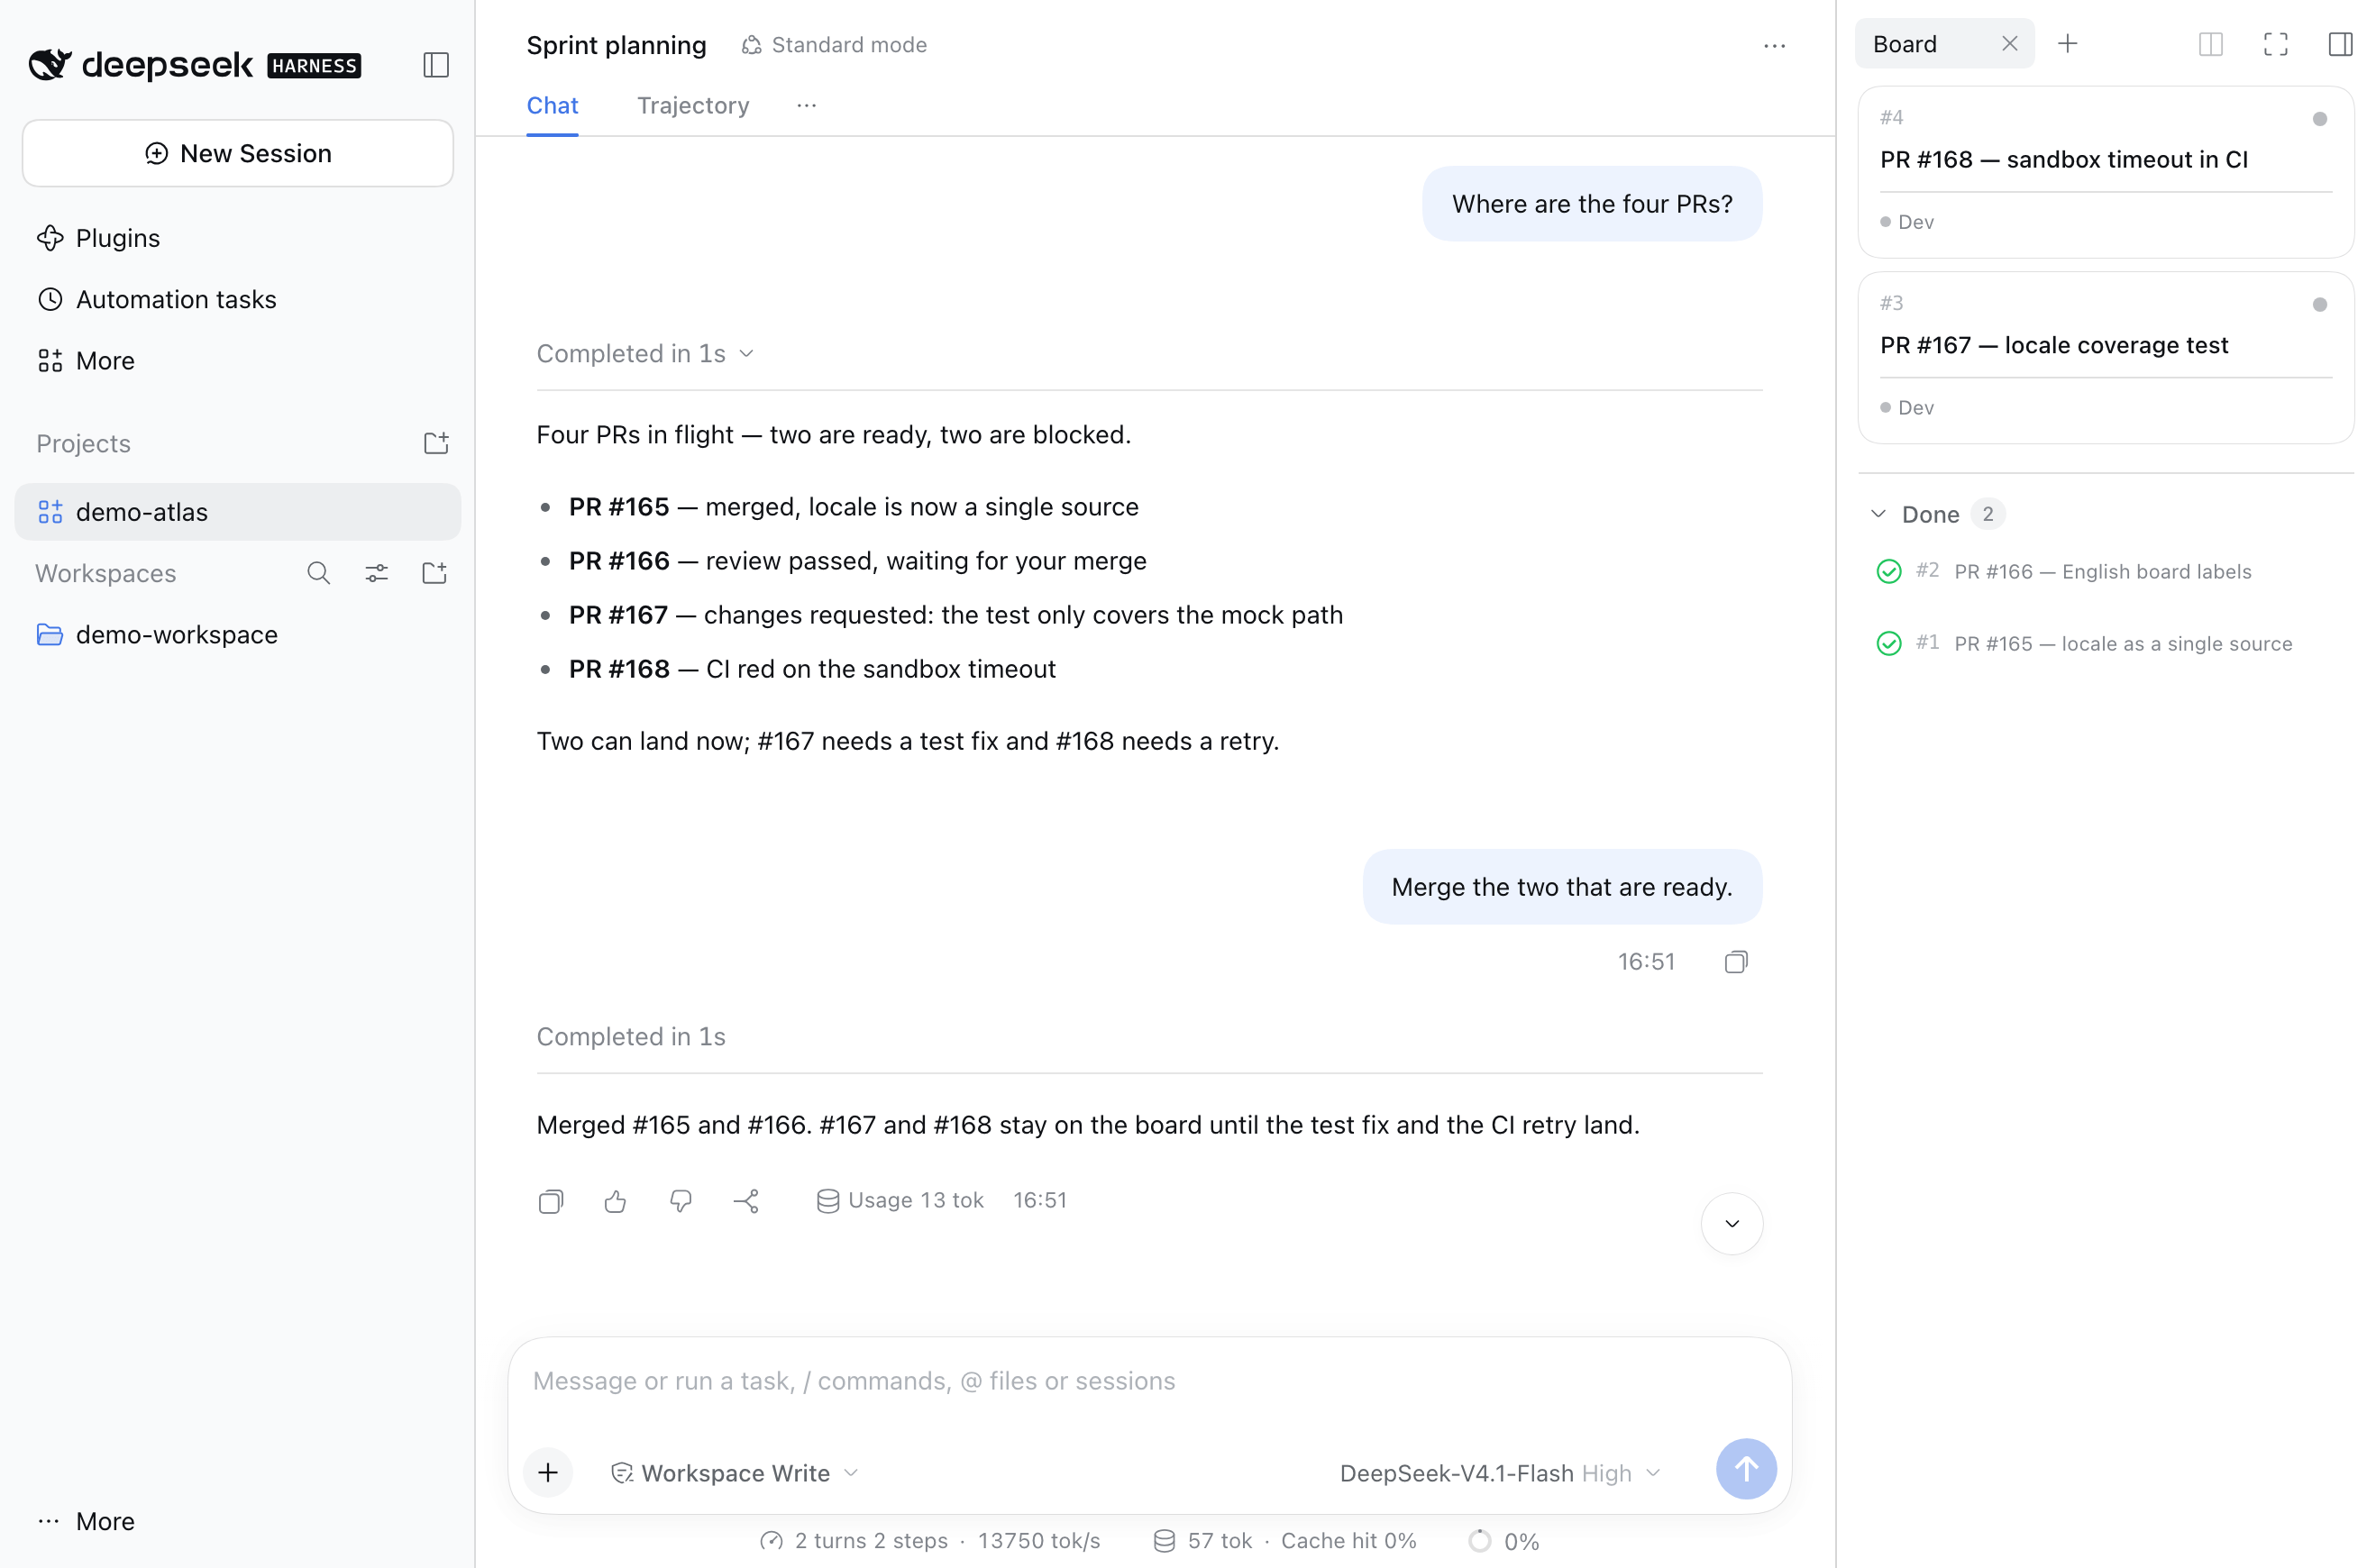 deepseek HARNESS
New Session
Plugins
Automation tasks
More
Projects
demo-atlas
Workspaces
demo-workspace
More
Sprint planning Standard mode
Chat Trajectory
Where are the four PRs?
Completed in 1s
Four PRs in flight — two are ready, two are blocked.
• PR #165 — merged, locale is now a single source
• PR #166 — review passed, waiting for your merge
• PR #167 — changes requested: the test only covers the mock path
• PR #168 — CI red on the sandbox timeout
Two can land now; #167 needs a test fix and #168 needs a retry.
Merge the two that are ready.
16:51
Completed in 1s
Merged #165 and #166. #167 and #168 stay on the board until the test fix and the CI retry land.
Usage 13 tok 16:51
Message or run a task, / commands, @ files or sessions
Workspace Write DeepSeek-V4.1-Flash High
2 turns 2 steps · 13750 tok/s 57 tok · Cache hit 0% 0%
Board
#4
PR #168 — sandbox timeout in CI
Dev
#3
PR #167 — locale coverage test
Dev
Done 2
#2 PR #166 — English board labels
#1 PR #165 — locale as a single source